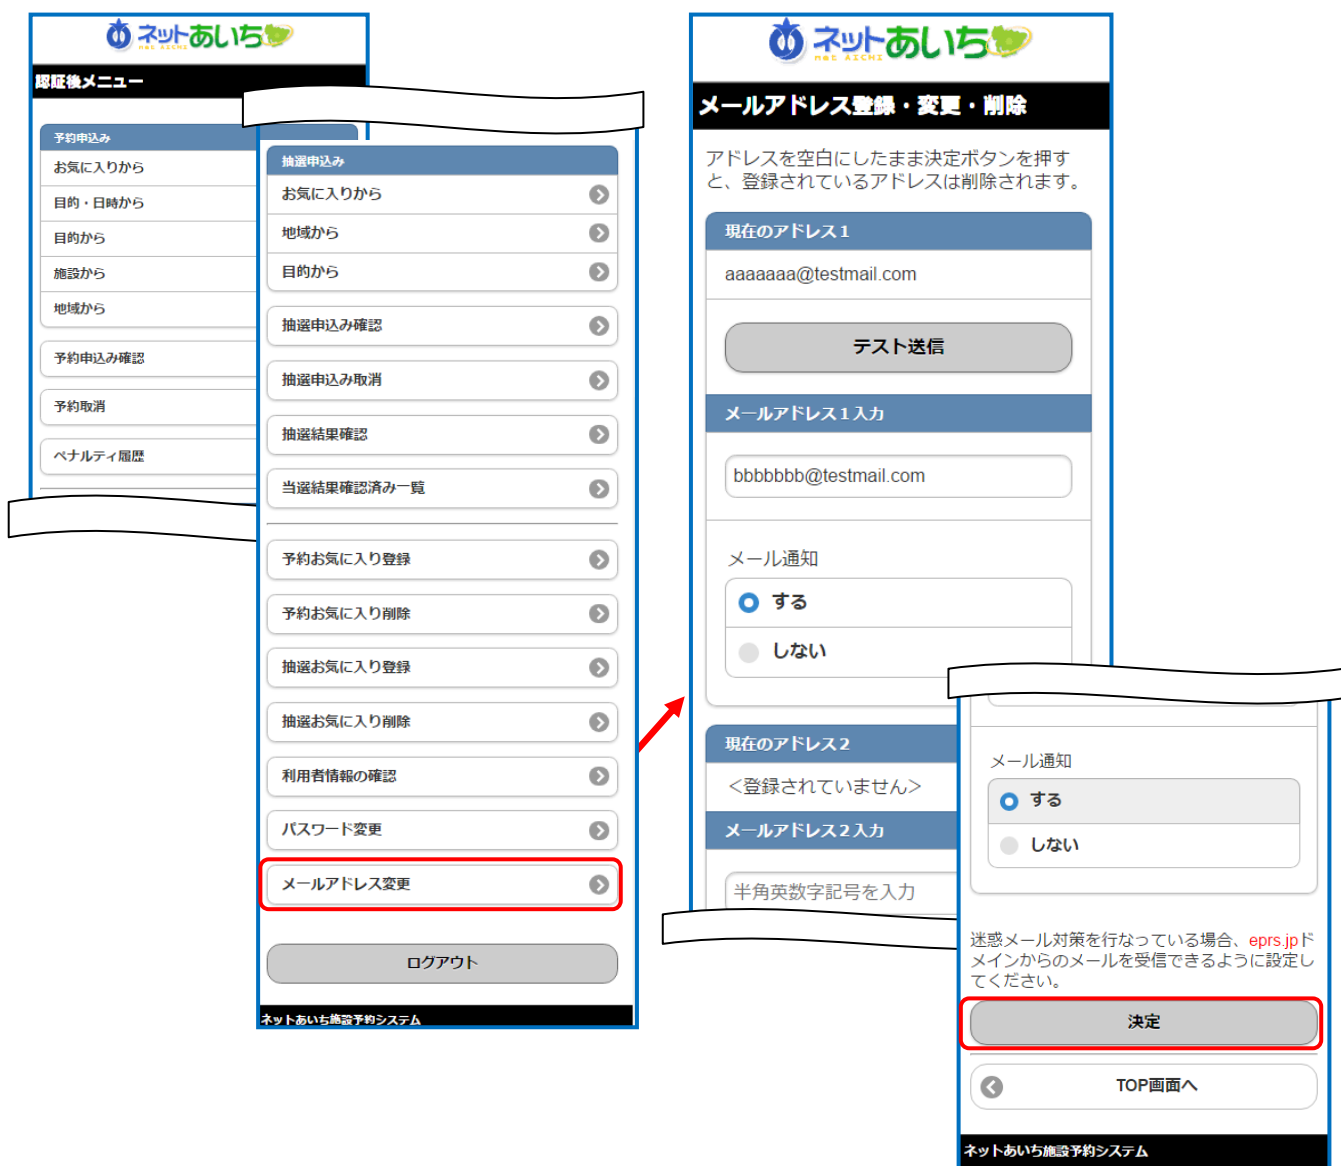 ネットあいち
net AICHI
認証後メニュー
予約申込み
お気に入りから
目的・日時から
目的から
施設から
地域から
予約申込み確認
予約取消
ペナルティ履歴
抽選申込み
お気に入りから
地域から
目的から
抽選申込み確認
抽選申込み取消
抽選結果確認
当選結果確認済み一覧
予約お気に入り登録
予約お気に入り削除
抽選お気に入り登録
抽選お気に入り削除
利用者情報の確認
パスワード変更
メールアドレス変更
ログアウト
ネットあいち施設予約システム
ネットあいち
net AICHI
メールアドレス登録・変更・削除
アドレスを空白にしたまま決定ボタンを押す
と、登録されているアドレスは削除されます。
現在のアドレス１
aaaaaaa@testmail.com
テスト送信
メールアドレス１入力
bbbbbbb@testmail.com
メール通知
する
しない
現在のアドレス２
＜登録されていません＞
メールアドレス２入力
半角英数字記号を入力
メール通知
する
しない
迷惑メール対策を行なっている場合、eprs.jpド
メインからのメールを受信できるように設定し
てください。
決定
TOP画面へ
ネットあいち施設予約システム